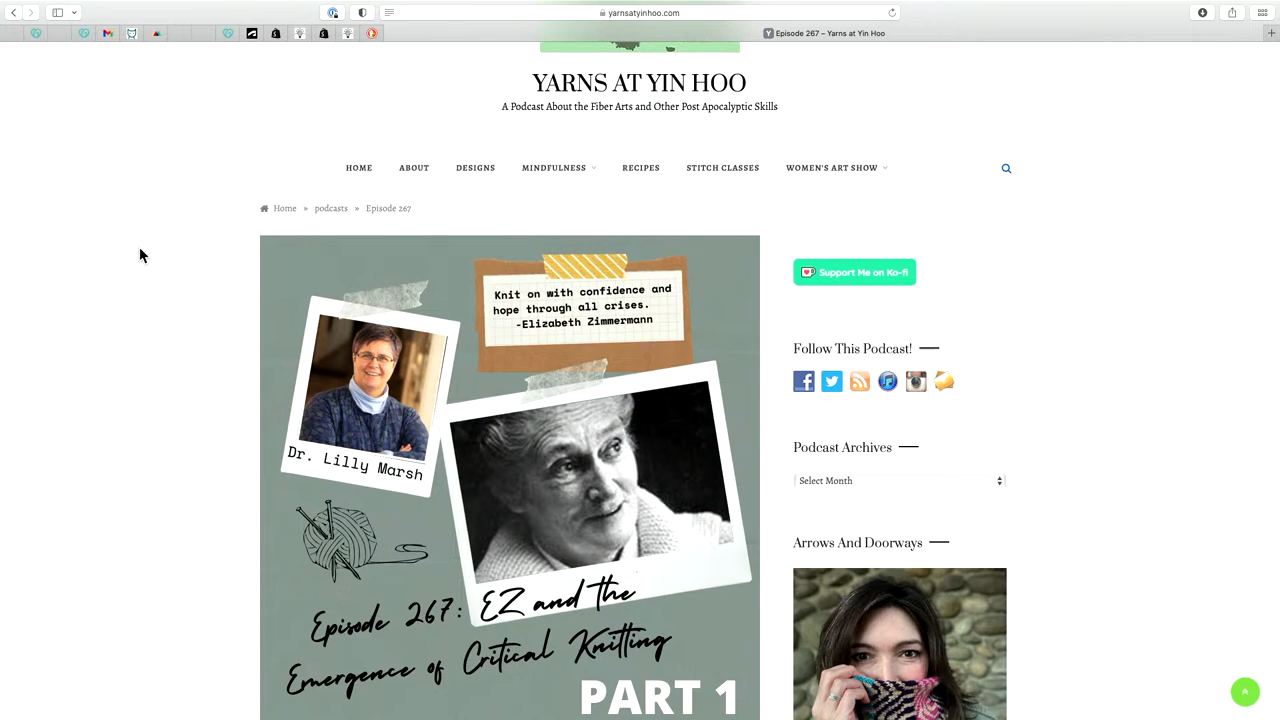 yarnsatyinhoo.com
Episode 267 – Yarns at Yin Hoo
YARNS AT YIN HOO
A Podcast About the Fiber Arts and Other Post Apocalyptic Skills
HOME ABOUT DESIGNS MINDFULNESS RECIPES STITCH CLASSES WOMEN'S ART SHOW
Home » podcasts » Episode 267
Knit on with confidence and
hope through all crises.
-Elizabeth Zimmermann
Dr. Lilly Marsh
Episode 267: EZ and the
Emergence of Critical Knitting
PART 1
Support Me on Ko-fi
Follow This Podcast!
Podcast Archives
Select Month
Arrows And Doorways